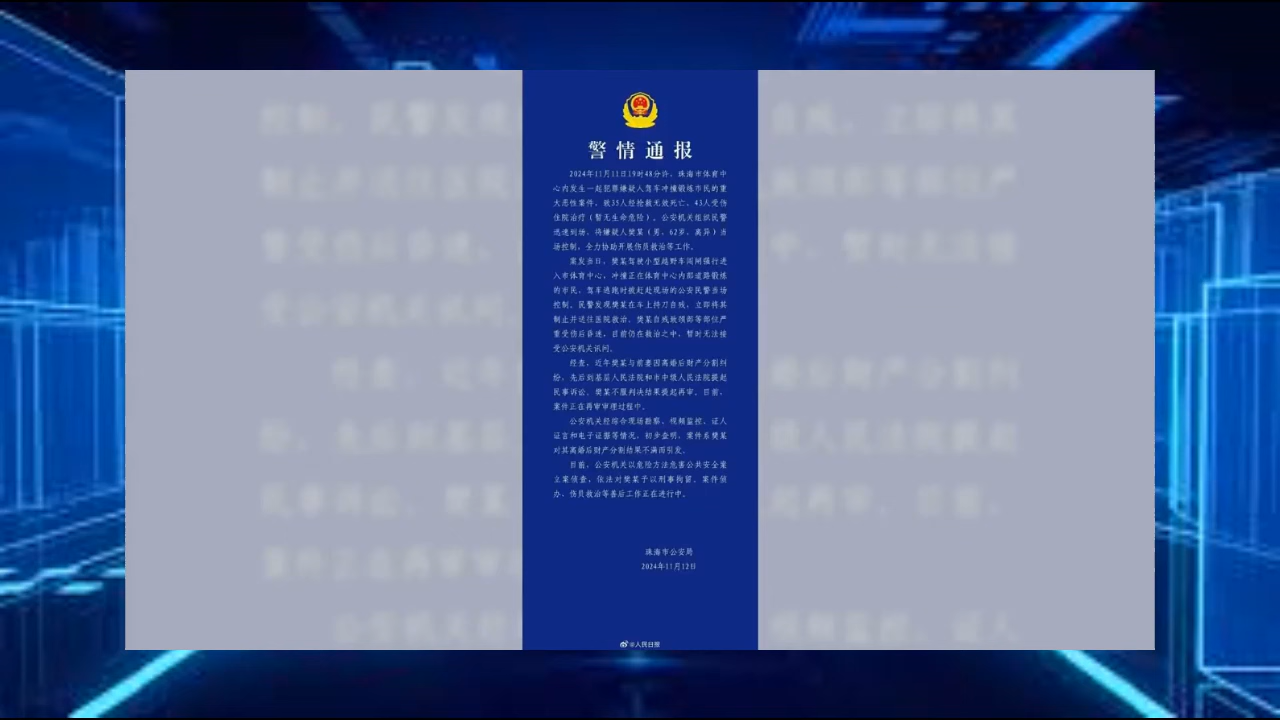 警情通报
2024年11月11日19时48分许，珠海市体育中
心内发生一起犯罪嫌疑人驾车冲撞锻炼市民的重
大恶性案件，致35人经抢救无效死亡、43人受伤
住院治疗（暂无生命危险）。公安机关组织民警
迅速到场，将嫌疑人樊某（男，62岁，离异）当
场控制，全力协助开展伤员救治等工作。
案发当日，樊某驾驶小型越野车闯闸强行进
入市体育中心，冲撞正在体育中心内部道路锻炼
的市民，驾车逃跑时被赶赴现场的公安民警当场
控制。民警发现樊某在车上持刀自残，立即将其
制止并送往医院救治。樊某自残致颈部等部位严
重受伤后昏迷，目前仍在救治之中，暂时无法接
受公安机关讯问。
经查，近年樊某与前妻因离婚后财产分割纠
纷，先后到基层人民法院和市中级人民法院提起
民事诉讼。樊某不服判决结果提起再审。目前，
案件正在再审审理过程中。
公安机关经综合现场勘察、视频监控、证人
证言和电子证据等情况，初步查明，案件系樊某
对其离婚后财产分割结果不满而引发。
目前，公安机关以危险方法危害公共安全案
立案侦查，依法对樊某予以刑事拘留。案件侦
办、伤员救治等善后工作正在进行中。
珠海市公安局
2024年11月12日
@人民日报